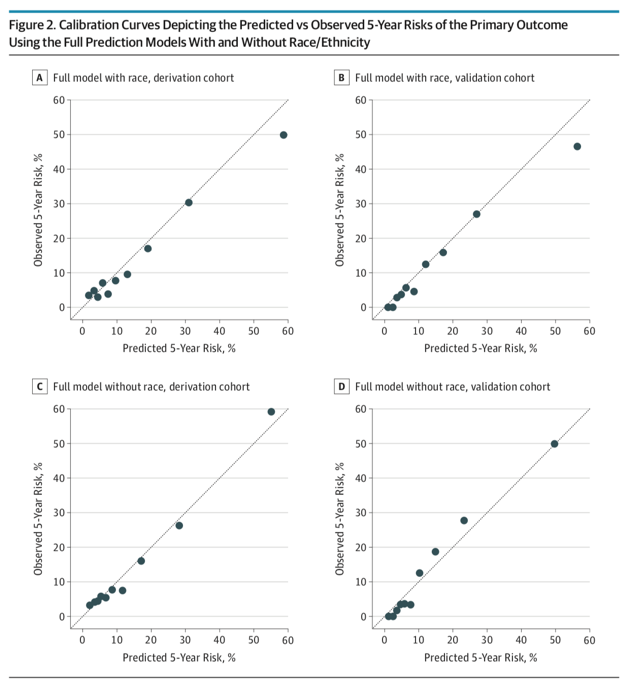 Figure 2. Calibration Curves Depicting the Predicted vs Observed 5-Year Risks of the Primary Outcome
Using the Full Prediction Models With and Without Race/Ethnicity
A Full model with race, derivation cohort
60
50
40
30
20
10
0
Observed 5-Year Risk, %
0 10 20 30 40 50 60
Predicted 5-Year Risk, %
B Full model with race, validation cohort
60
50
40
30
20
10
0
Observed 5-Year Risk, %
0 10 20 30 40 50 60
Predicted 5-Year Risk, %
C Full model without race, derivation cohort
60
50
40
30
20
10
0
Observed 5-Year Risk, %
0 10 20 30 40 50 60
Predicted 5-Year Risk, %
D Full model without race, validation cohort
60
50
40
30
20
10
0
Observed 5-Year Risk, %
0 10 20 30 40 50 60
Predicted 5-Year Risk, %